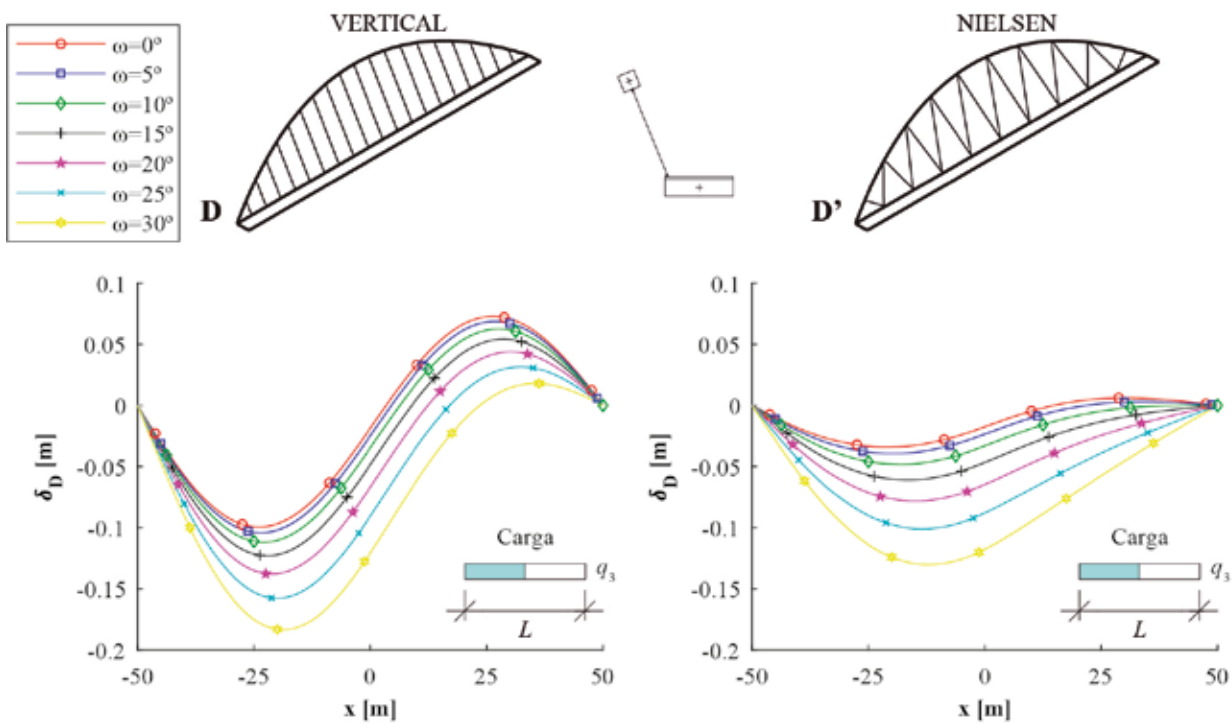 VERTICAL
NIELSEN
ω=0º
ω=5º
ω=10º
ω=15º
ω=20º
ω=25º
ω=30º
D
D’
0.1
0.05
0
-0.05
-0.1
-0.15
-0.2
δD [m]
-50
-25
0
25
50
x [m]
Carga
q3
L
0.1
0.05
0
-0.05
-0.1
-0.15
-0.2
δD [m]
-50
-25
0
25
50
x [m]
Carga
q3
L